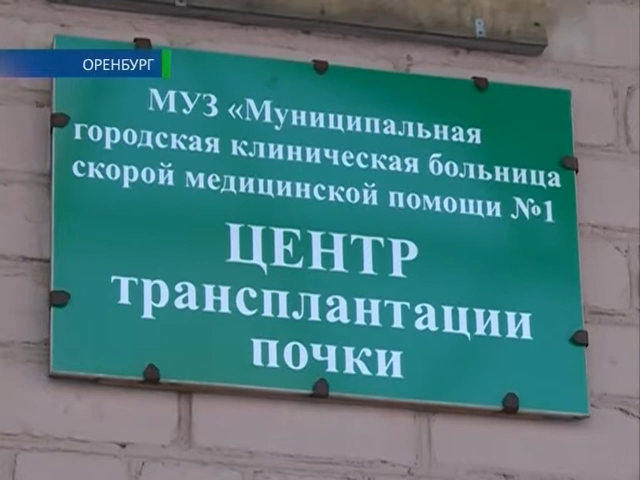 ОРЕНБУРГ
МУЗ «Муниципальная
городская клиническая больница
скорой медицинской помощи №1
ЦЕНТР
трансплантации
почки